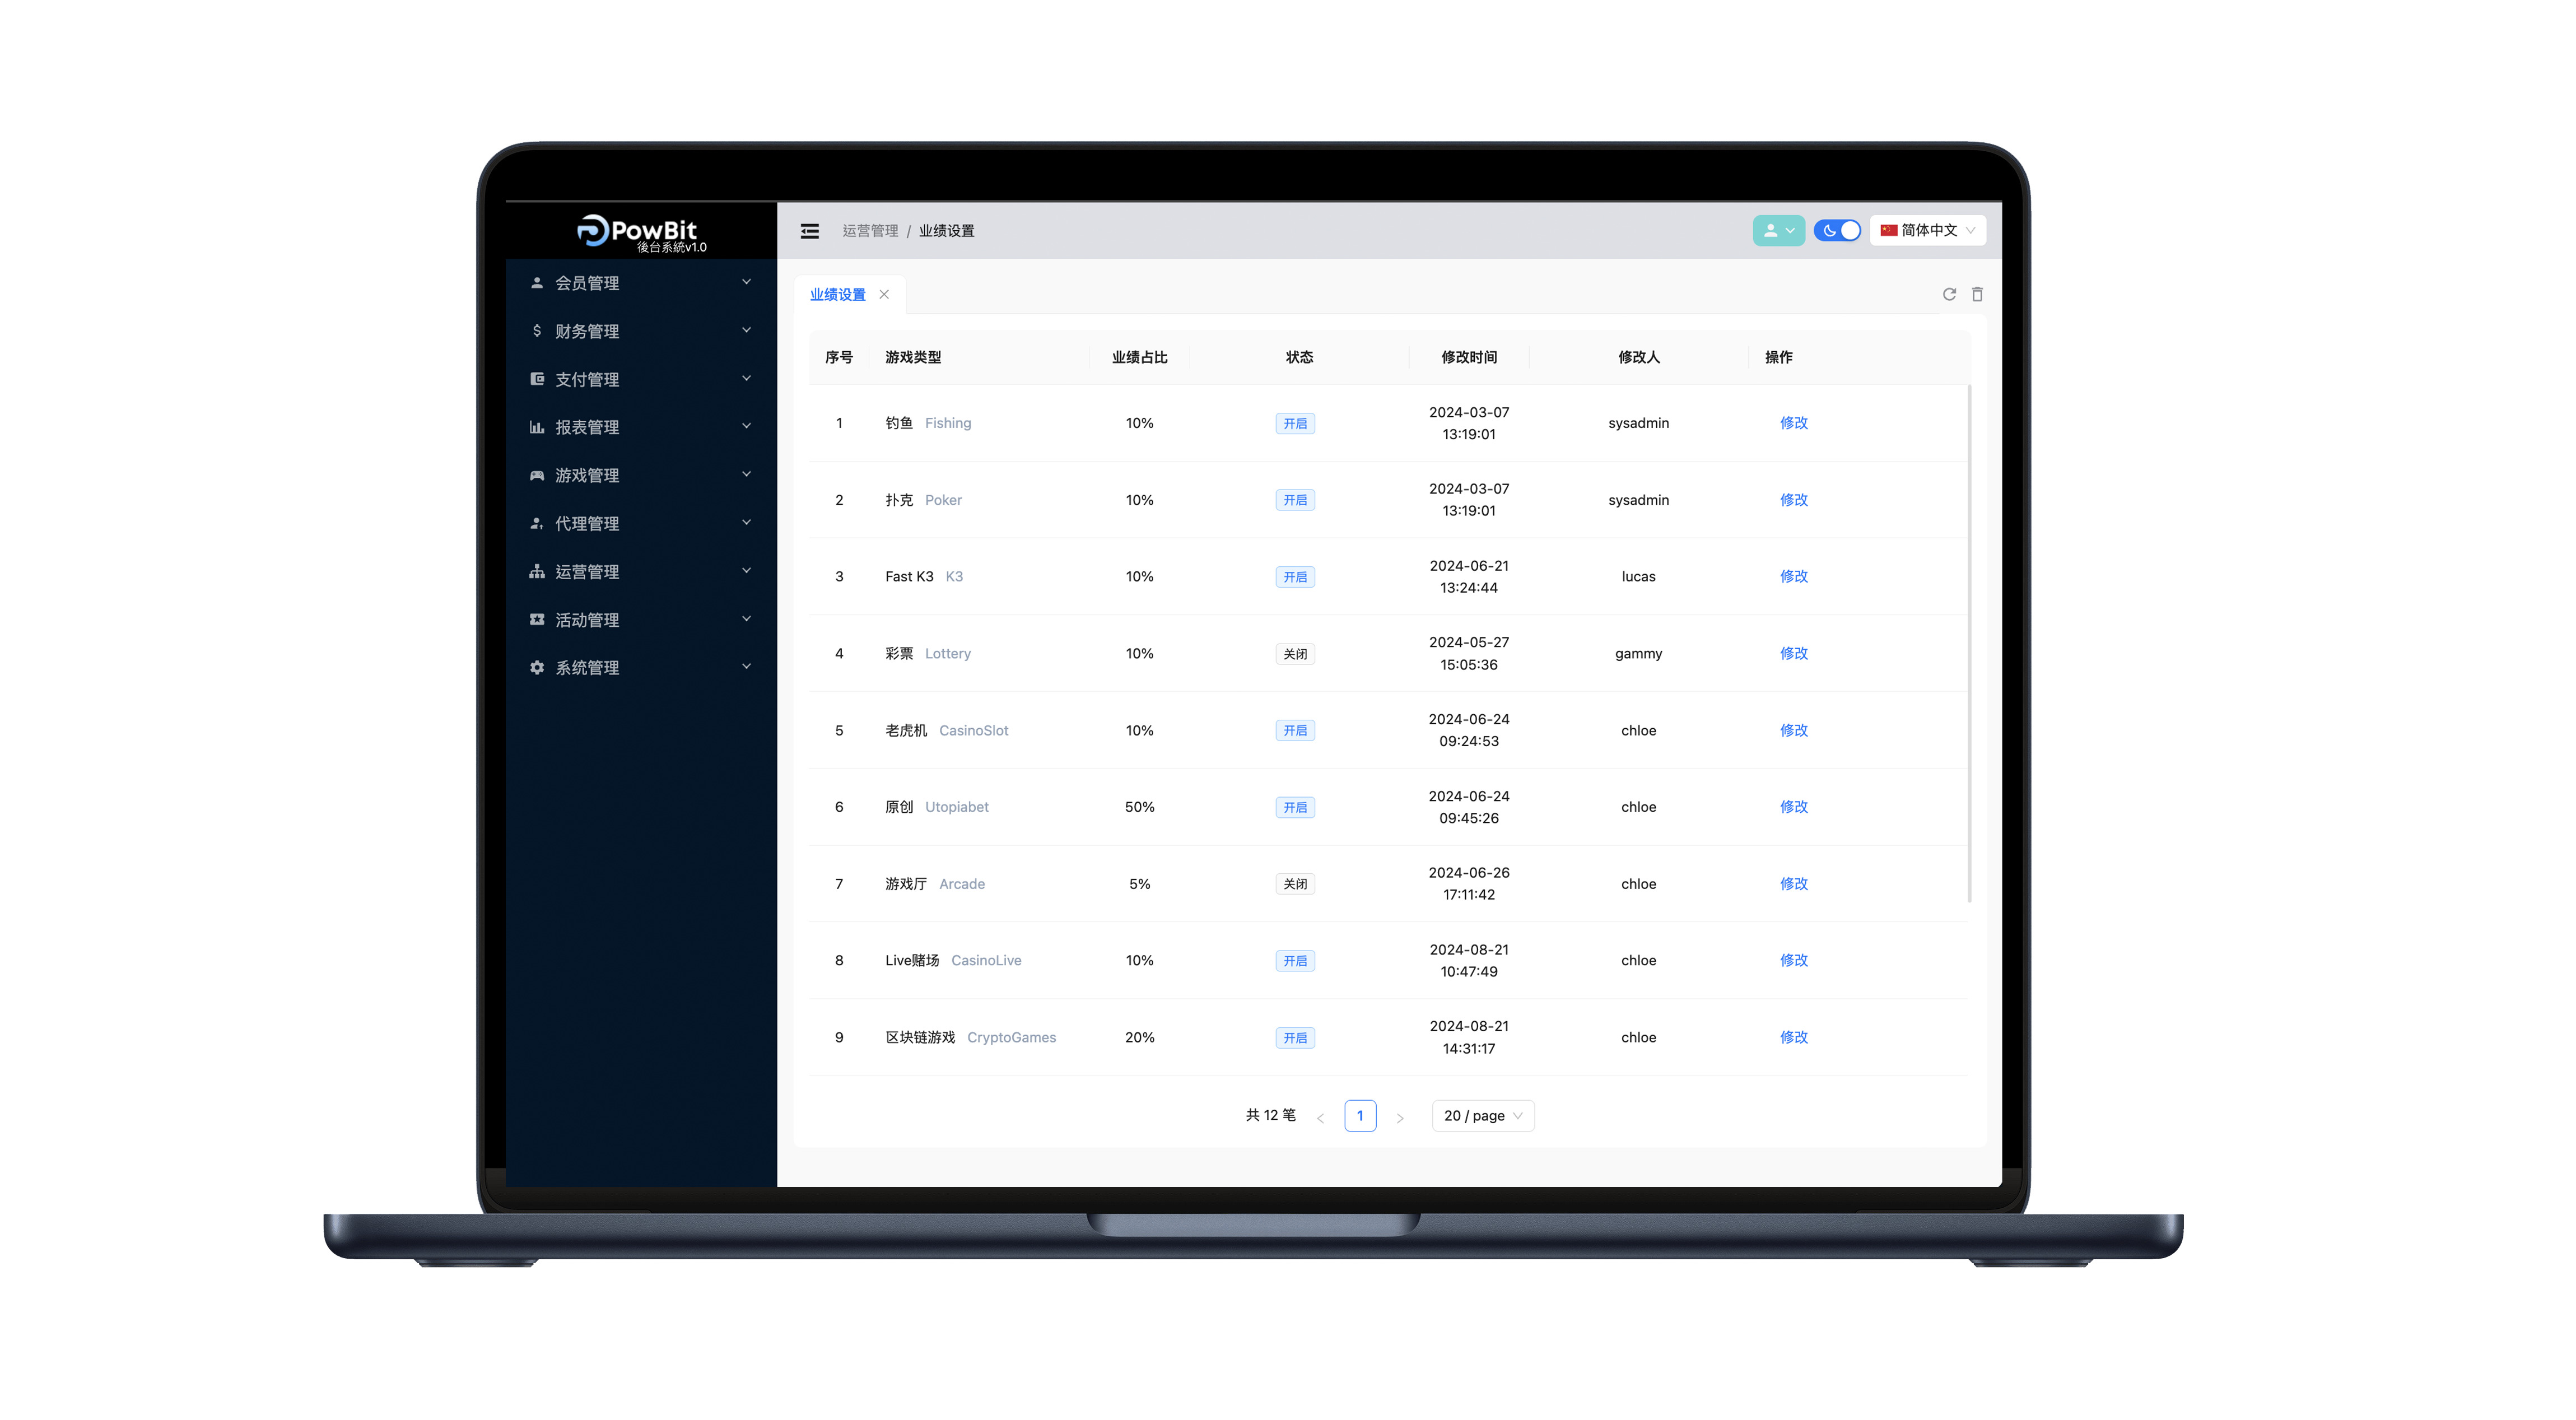 PowBit
後台系統v1.0
运营管理 / 业绩设置
简体中文
会员管理
财务管理
支付管理
报表管理
游戏管理
代理管理
运营管理
活动管理
系统管理
业绩设置
序号 游戏类型 业绩占比 状态 修改时间 修改人 操作
1 钓鱼 Fishing 10% 开启 2024-03-07 13:19:01 sysadmin 修改
2 扑克 Poker 10% 开启 2024-03-07 13:19:01 sysadmin 修改
3 Fast K3 K3 10% 开启 2024-06-21 13:24:44 lucas 修改
4 彩票 Lottery 10% 关闭 2024-05-27 15:05:36 gammy 修改
5 老虎机 CasinoSlot 10% 开启 2024-06-24 09:24:53 chloe 修改
6 原创 Utopiabet 50% 开启 2024-06-24 09:45:26 chloe 修改
7 游戏厅 Arcade 5% 关闭 2024-06-26 17:11:42 chloe 修改
8 Live赌场 CasinoLive 10% 开启 2024-08-21 10:47:49 chloe 修改
9 区块链游戏 CryptoGames 20% 开启 2024-08-21 14:31:17 chloe 修改
共 12 笔 < 1 > 20 / page